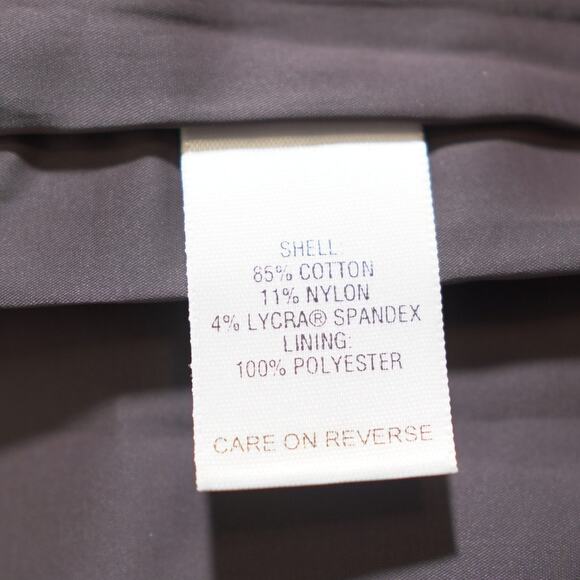 SHELL
85% COTTON
11% NYLON
4% LYCRA® SPANDEX
LINING:
100% POLYESTER
CARE ON REVERSE